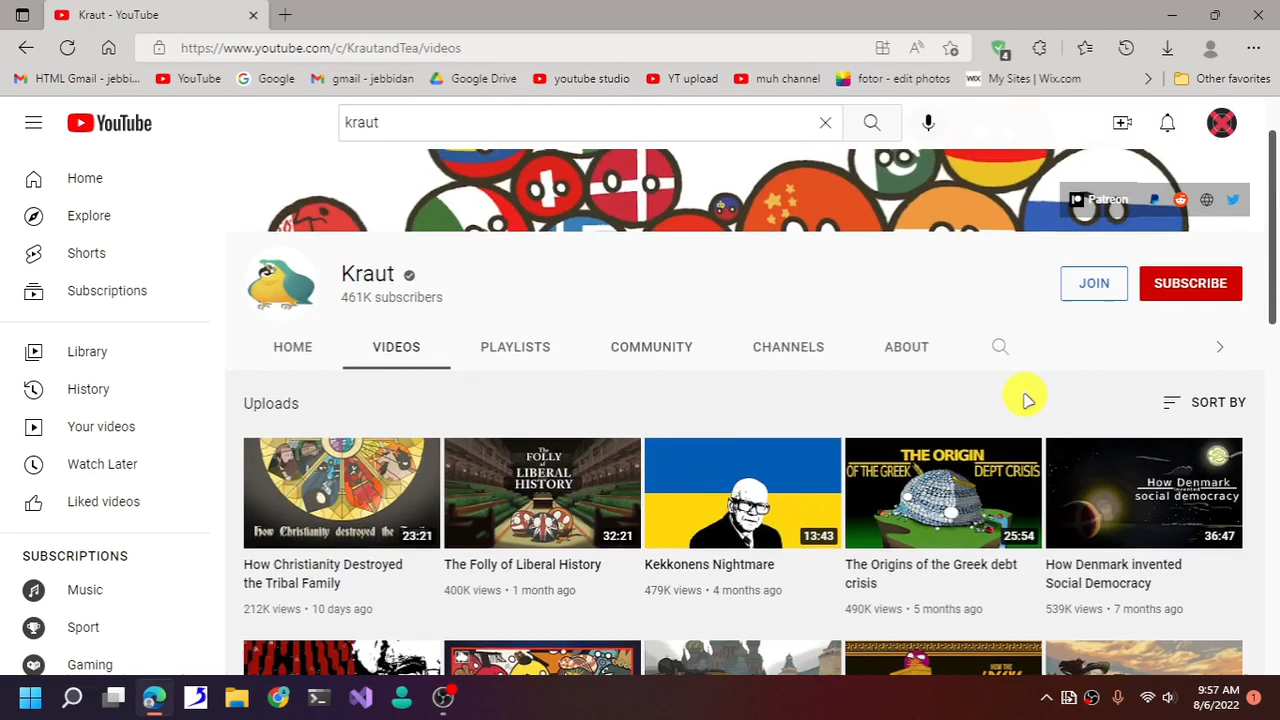 Kraut - YouTube
https://www.youtube.com/c/KrautandTea/videos
4
HTML Gmail - jebbi...
YouTube
Google
gmail - jebbidan
Google Drive
youtube studio
YT upload
muh channel
fotor - edit photos
WIX
My Sites | Wix.com
Other favorites
YouTube
kraut
Home
Explore
Shorts
Subscriptions
Library
History
Your videos
Watch Later
Liked videos
SUBSCRIPTIONS
Music
Sport
Gaming
Patreon
Kraut
461K subscribers
JOIN
SUBSCRIBE
HOME
VIDEOS
PLAYLISTS
COMMUNITY
CHANNELS
ABOUT
Uploads
SORT BY
How Christianity destroyed the
23:21
How Christianity Destroyed
the Tribal Family
212K views • 10 days ago
The
FOLLY
of
LIBERAL
HISTORY
32:21
The Folly of Liberal History
400K views • 1 month ago
13:43
Kekkonens Nightmare
479K views • 4 months ago
THE ORIGIN
OF THE GREEK DEPT CRISIS
25:54
The Origins of the Greek debt
crisis
490K views • 5 months ago
How Denmark
invented
social democracy
36:47
How Denmark invented
Social Democracy
539K views • 7 months ago
9:57 AM
8/6/2022
1